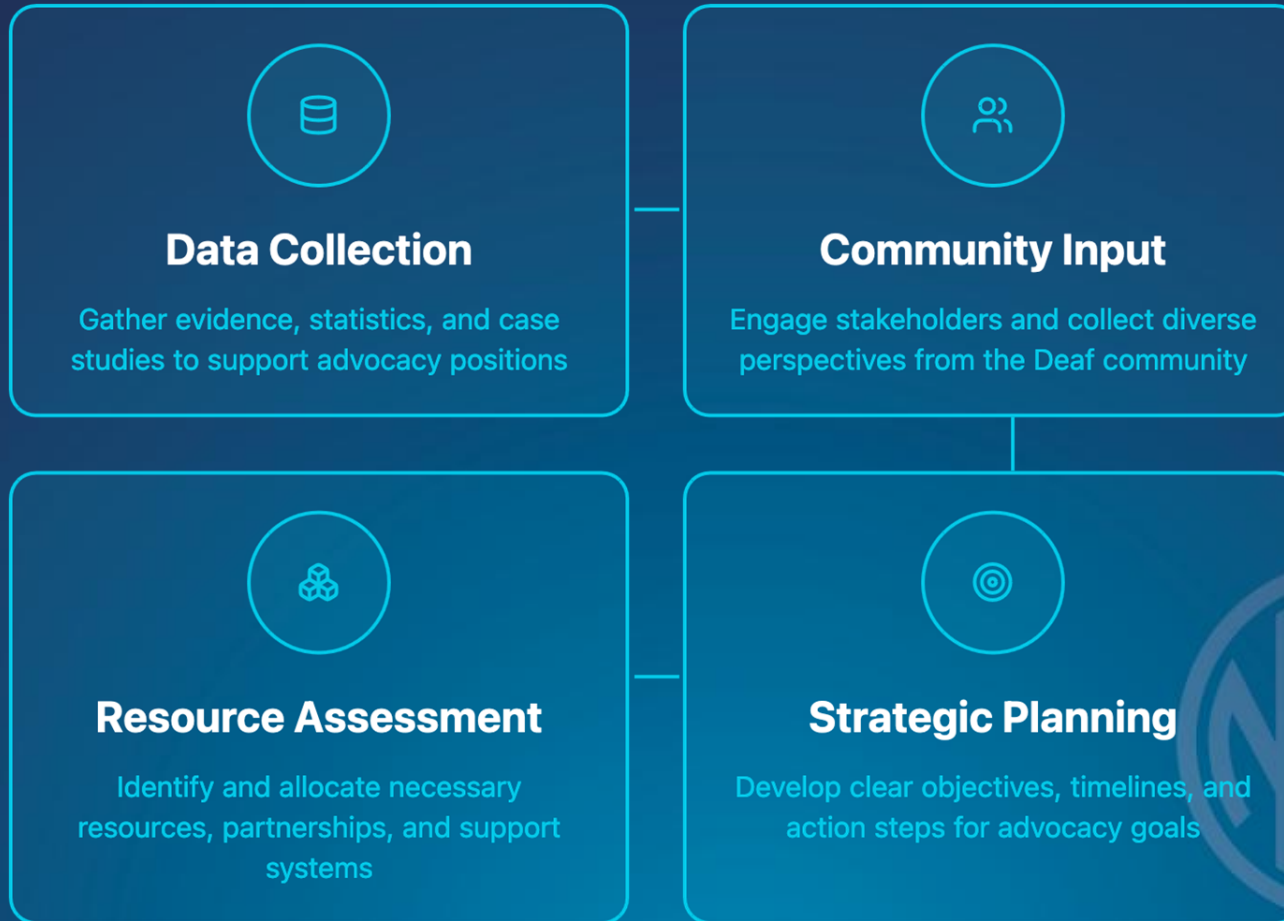 Data Collection
Gather evidence, statistics, and case
studies to support advocacy positions
Community Input
Engage stakeholders and collect diverse
perspectives from the Deaf community
Resource Assessment
Identify and allocate necessary
resources, partnerships, and support
systems
Strategic Planning
Develop clear objectives, timelines, and
action steps for advocacy goals